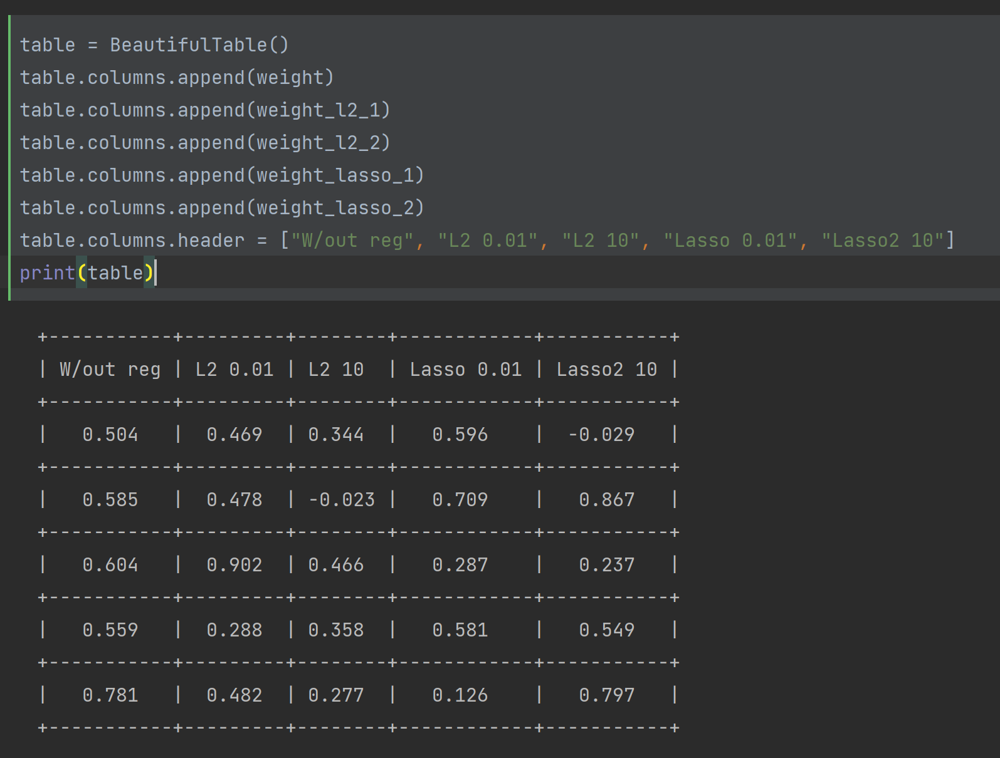 table = BeautifulTable()
table.columns.append(weight)
table.columns.append(weight_l2_1)
table.columns.append(weight_l2_2)
table.columns.append(weight_lasso_1)
table.columns.append(weight_lasso_2)
table.columns.header = ["W/out reg", "L2 0.01", "L2 10", "Lasso 0.01", "Lasso2 10"]
print(table)
+-----------+---------+--------+------------+-----------+
| W/out reg | L2 0.01 | L2 10  | Lasso 0.01 | Lasso2 10 |
+-----------+---------+--------+------------+-----------+
|   0.504   |  0.469  | 0.344  |   0.596    |  -0.029   |
+-----------+---------+--------+------------+-----------+
|   0.585   |  0.478  | -0.023 |   0.709    |   0.867   |
+-----------+---------+--------+------------+-----------+
|   0.604   |  0.902  | 0.466  |   0.287    |   0.237   |
+-----------+---------+--------+------------+-----------+
|   0.559   |  0.288  | 0.358  |   0.581    |   0.549   |
+-----------+---------+--------+------------+-----------+
|   0.781   |  0.482  | 0.277  |   0.126    |   0.797   |
+-----------+---------+--------+------------+-----------+